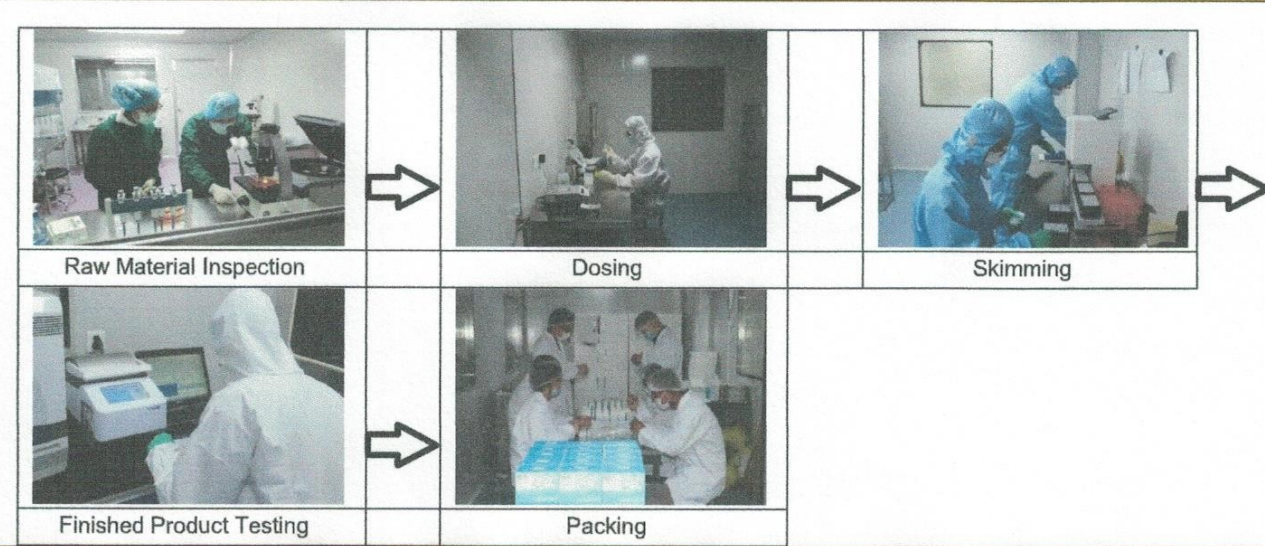 Raw Material Inspection
Dosing
Skimming
Finished Product Testing
Packing